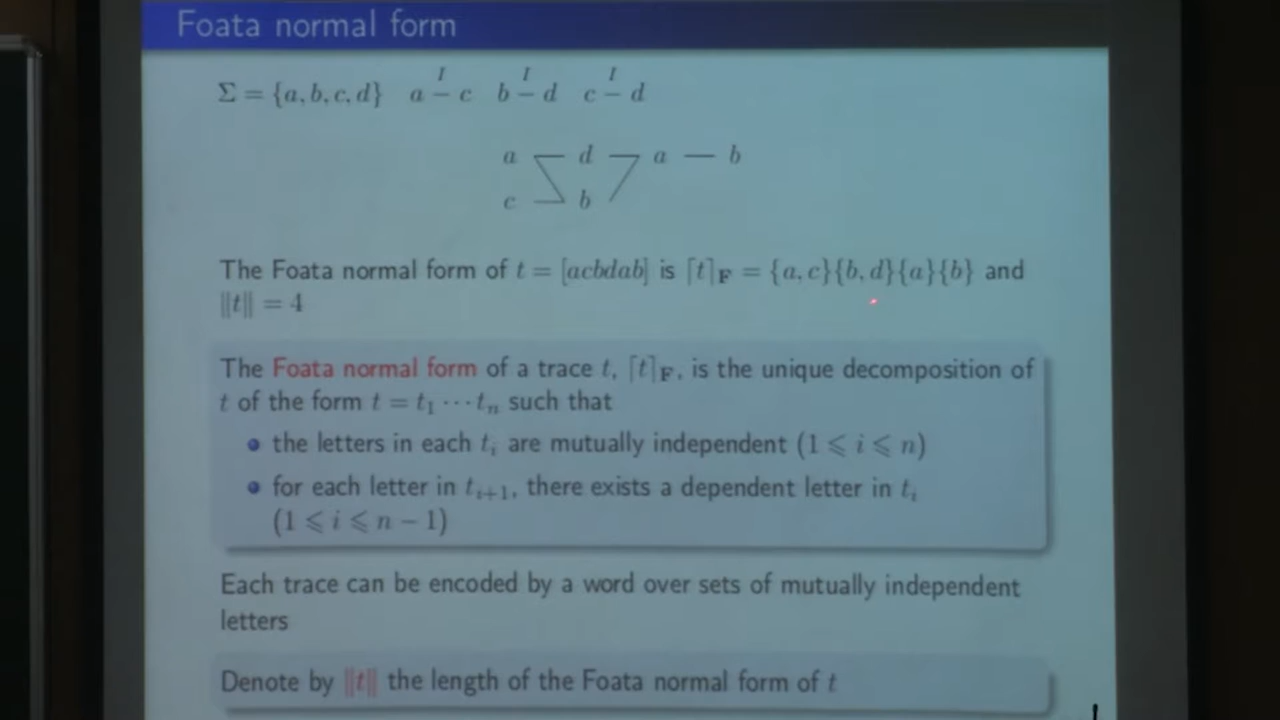 Foata normal form
Σ = {a, b, c, d} a I− c b I− d c I− d
a d a — b
c b
The Foata normal form of t = [acbdab] is ⌈t⌉F = {a, c}{b, d}{a}{b} and
‖t‖ = 4
The Foata normal form of a trace t, ⌈t⌉F, is the unique decomposition of
t of the form t = t₁ ⋯ tₙ such that
• the letters in each tᵢ are mutually independent (1 ⩽ i ⩽ n)
• for each letter in tᵢ₊₁, there exists a dependent letter in tᵢ
(1 ⩽ i ⩽ n − 1)
Each trace can be encoded by a word over sets of mutually independent
letters
Denote by ‖t‖ the length of the Foata normal form of t